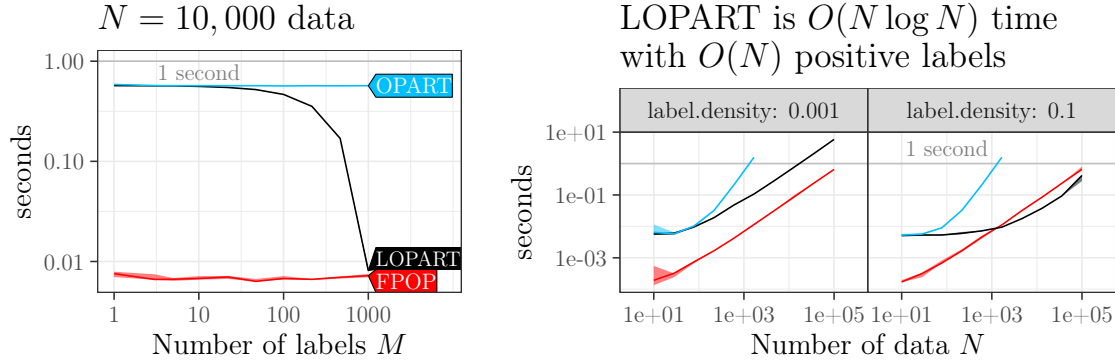 N = 10, 000 data
1.00
0.10
0.01
seconds
1 second
OPART
LOPART
FPOP
1
10
100
1000
Number of labels M
LOPART is O(N log N) time
with O(N) positive labels
label.density: 0.001
label.density: 0.1
1e+01
1e-01
1e-03
seconds
1 second
1e+01
1e+03
1e+05
1e+01
1e+03
1e+05
Number of data N